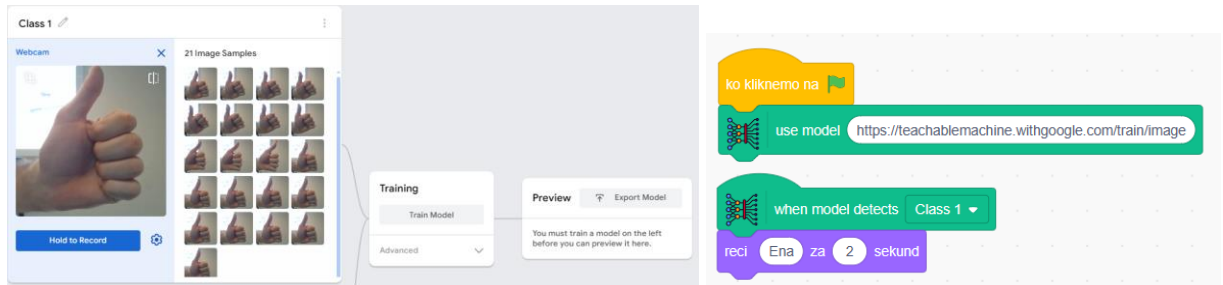 Class 1
Webcam
21 Image Samples
Hold to Record
Training
Train Model
Advanced
Preview
Export Model
You must train a model on the left
before you can preview it here.
ko kliknemo na
use model https://teachablemachine.withgoogle.com/train/image
when model detects Class 1
reci Ena za 2 sekund